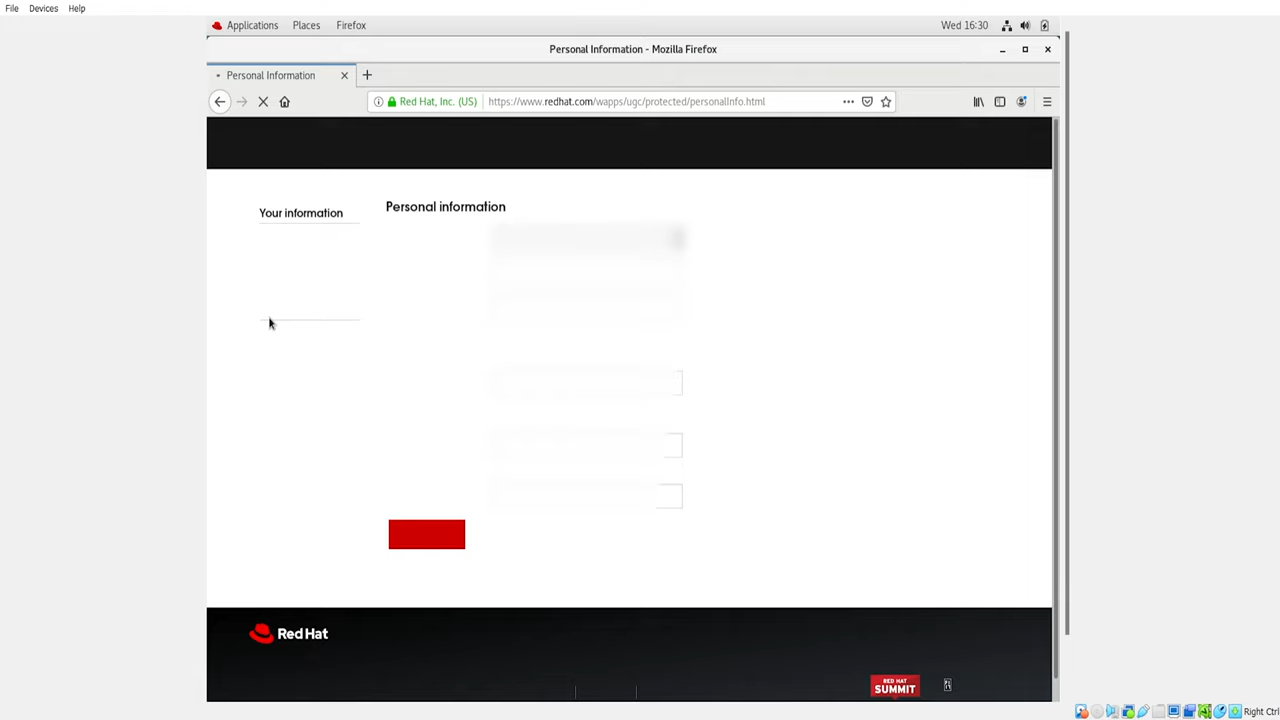 File Devices Help
Applications Places Firefox Wed 16:30
Personal Information - Mozilla Firefox
Personal Information
Red Hat, Inc. (US) https://www.redhat.com/wapps/ugc/protected/personalInfo.html
Your information
Personal information
Red Hat
RED HAT
SUMMIT
Right Ctrl